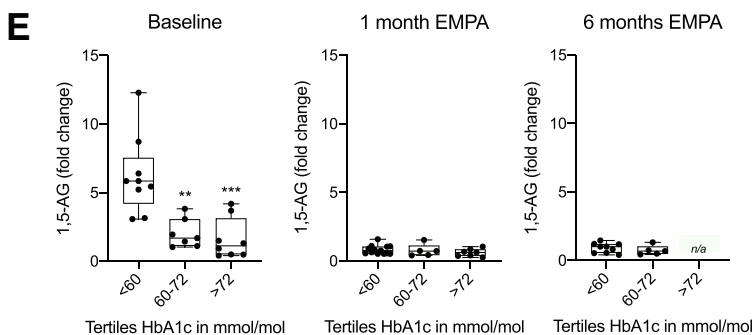 E
Baseline
15
10
5
0
1,5-AG (fold change)
**
***
<60
60-72
>72
Tertiles HbA1c in mmol/mol
1 month EMPA
15
10
5
0
1,5-AG (fold change)
<60
60-72
>72
Tertiles HbA1c in mmol/mol
6 months EMPA
15
10
5
0
1,5-AG (fold change)
n/a
<60
60-72
>72
Tertiles HbA1c in mmol/mol